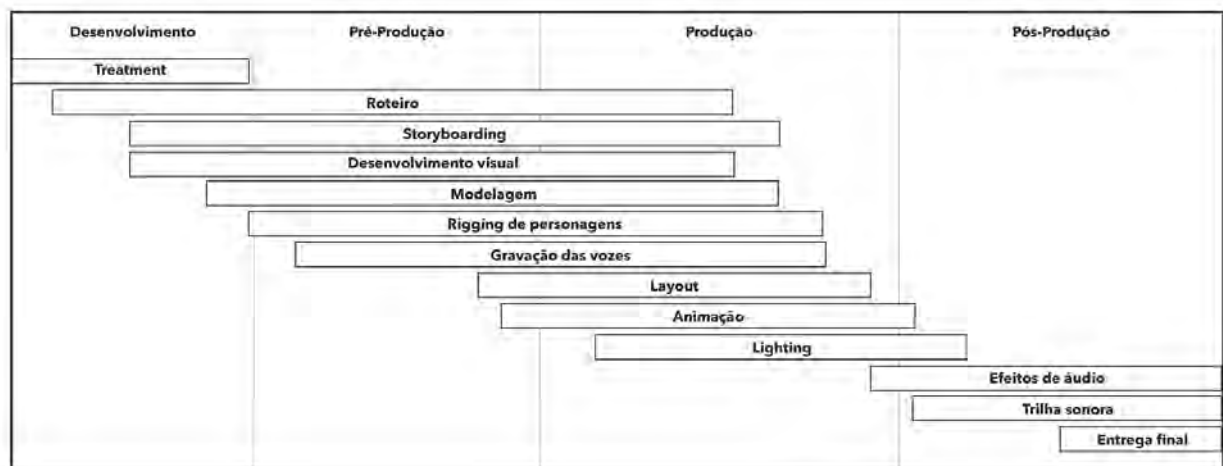 Desenvolvimento Pré-Produção Produção Pós-Produção
Treatment
Roteiro
Storyboarding
Desenvolvimento visual
Modelagem
Rigging de personagens
Gravação das vozes
Layout
Animação
Lighting
Efeitos de áudio
Trilha sonora
Entrega final